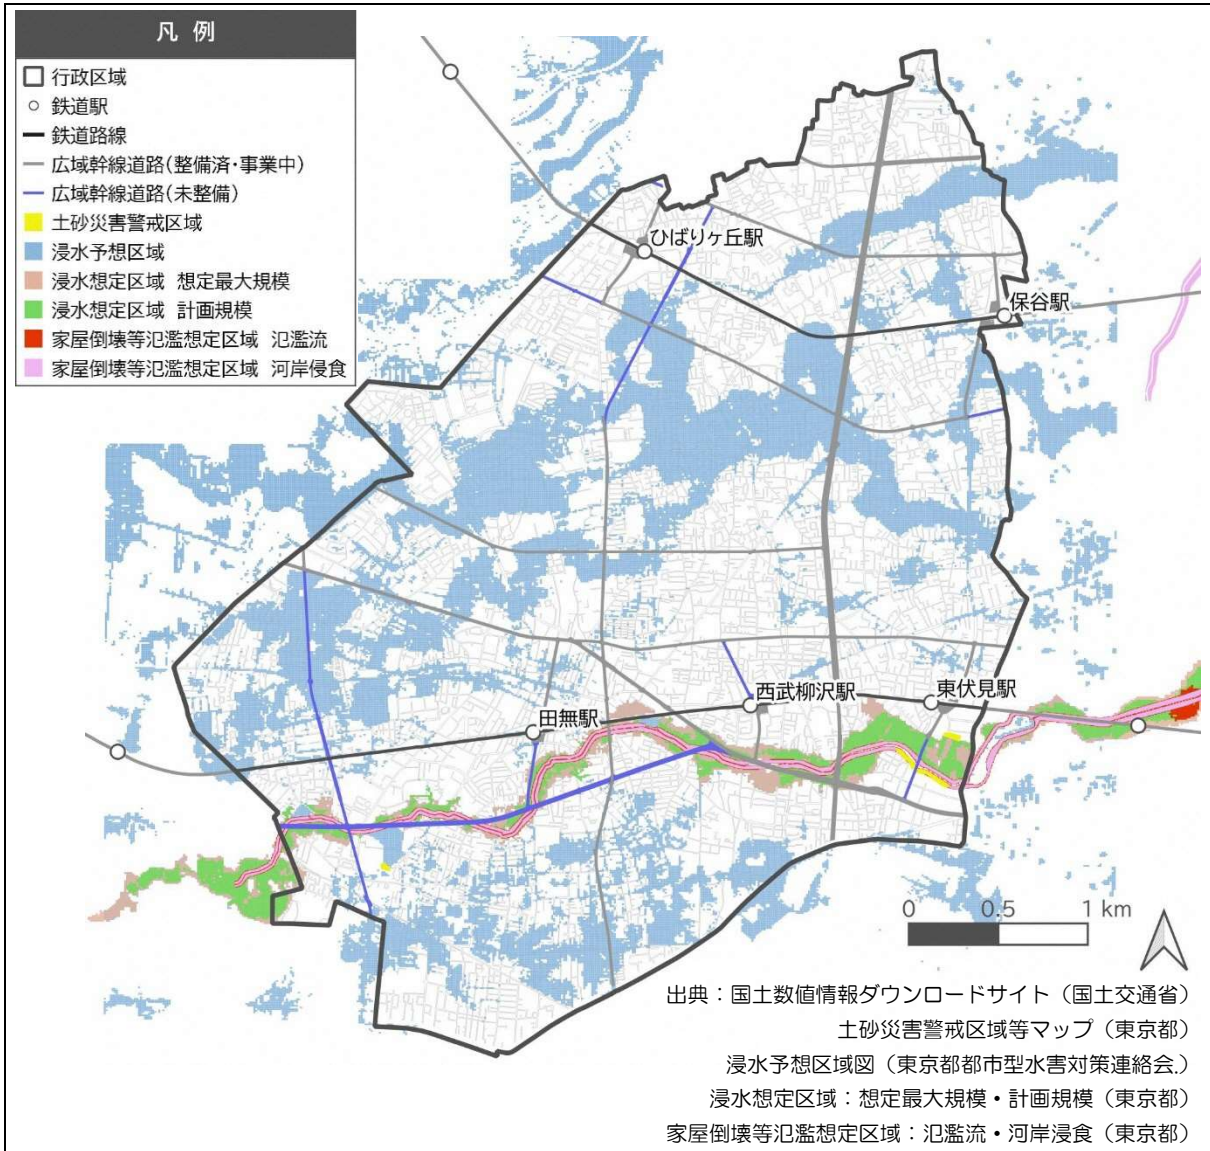 凡 例
行政区域
鉄道駅
鉄道路線
広域幹線道路(整備済・事業中)
広域幹線道路(未整備)
土砂災害警戒区域
浸水予想区域
浸水想定区域 想定最大規模
浸水想定区域 計画規模
家屋倒壊等氾濫想定区域 氾濫流
家屋倒壊等氾濫想定区域 河岸侵食
ひばりヶ丘駅
保谷駅
西武柳沢駅
東伏見駅
田無駅
0 0.5 1 km
出典：国土数値情報ダウンロードサイト（国土交通省）
土砂災害警戒区域等マップ（東京都）
浸水予想区域図（東京都都市型水害対策連絡会.）
浸水想定区域：想定最大規模・計画規模（東京都）
家屋倒壊等氾濫想定区域：氾濫流・河岸浸食（東京都）